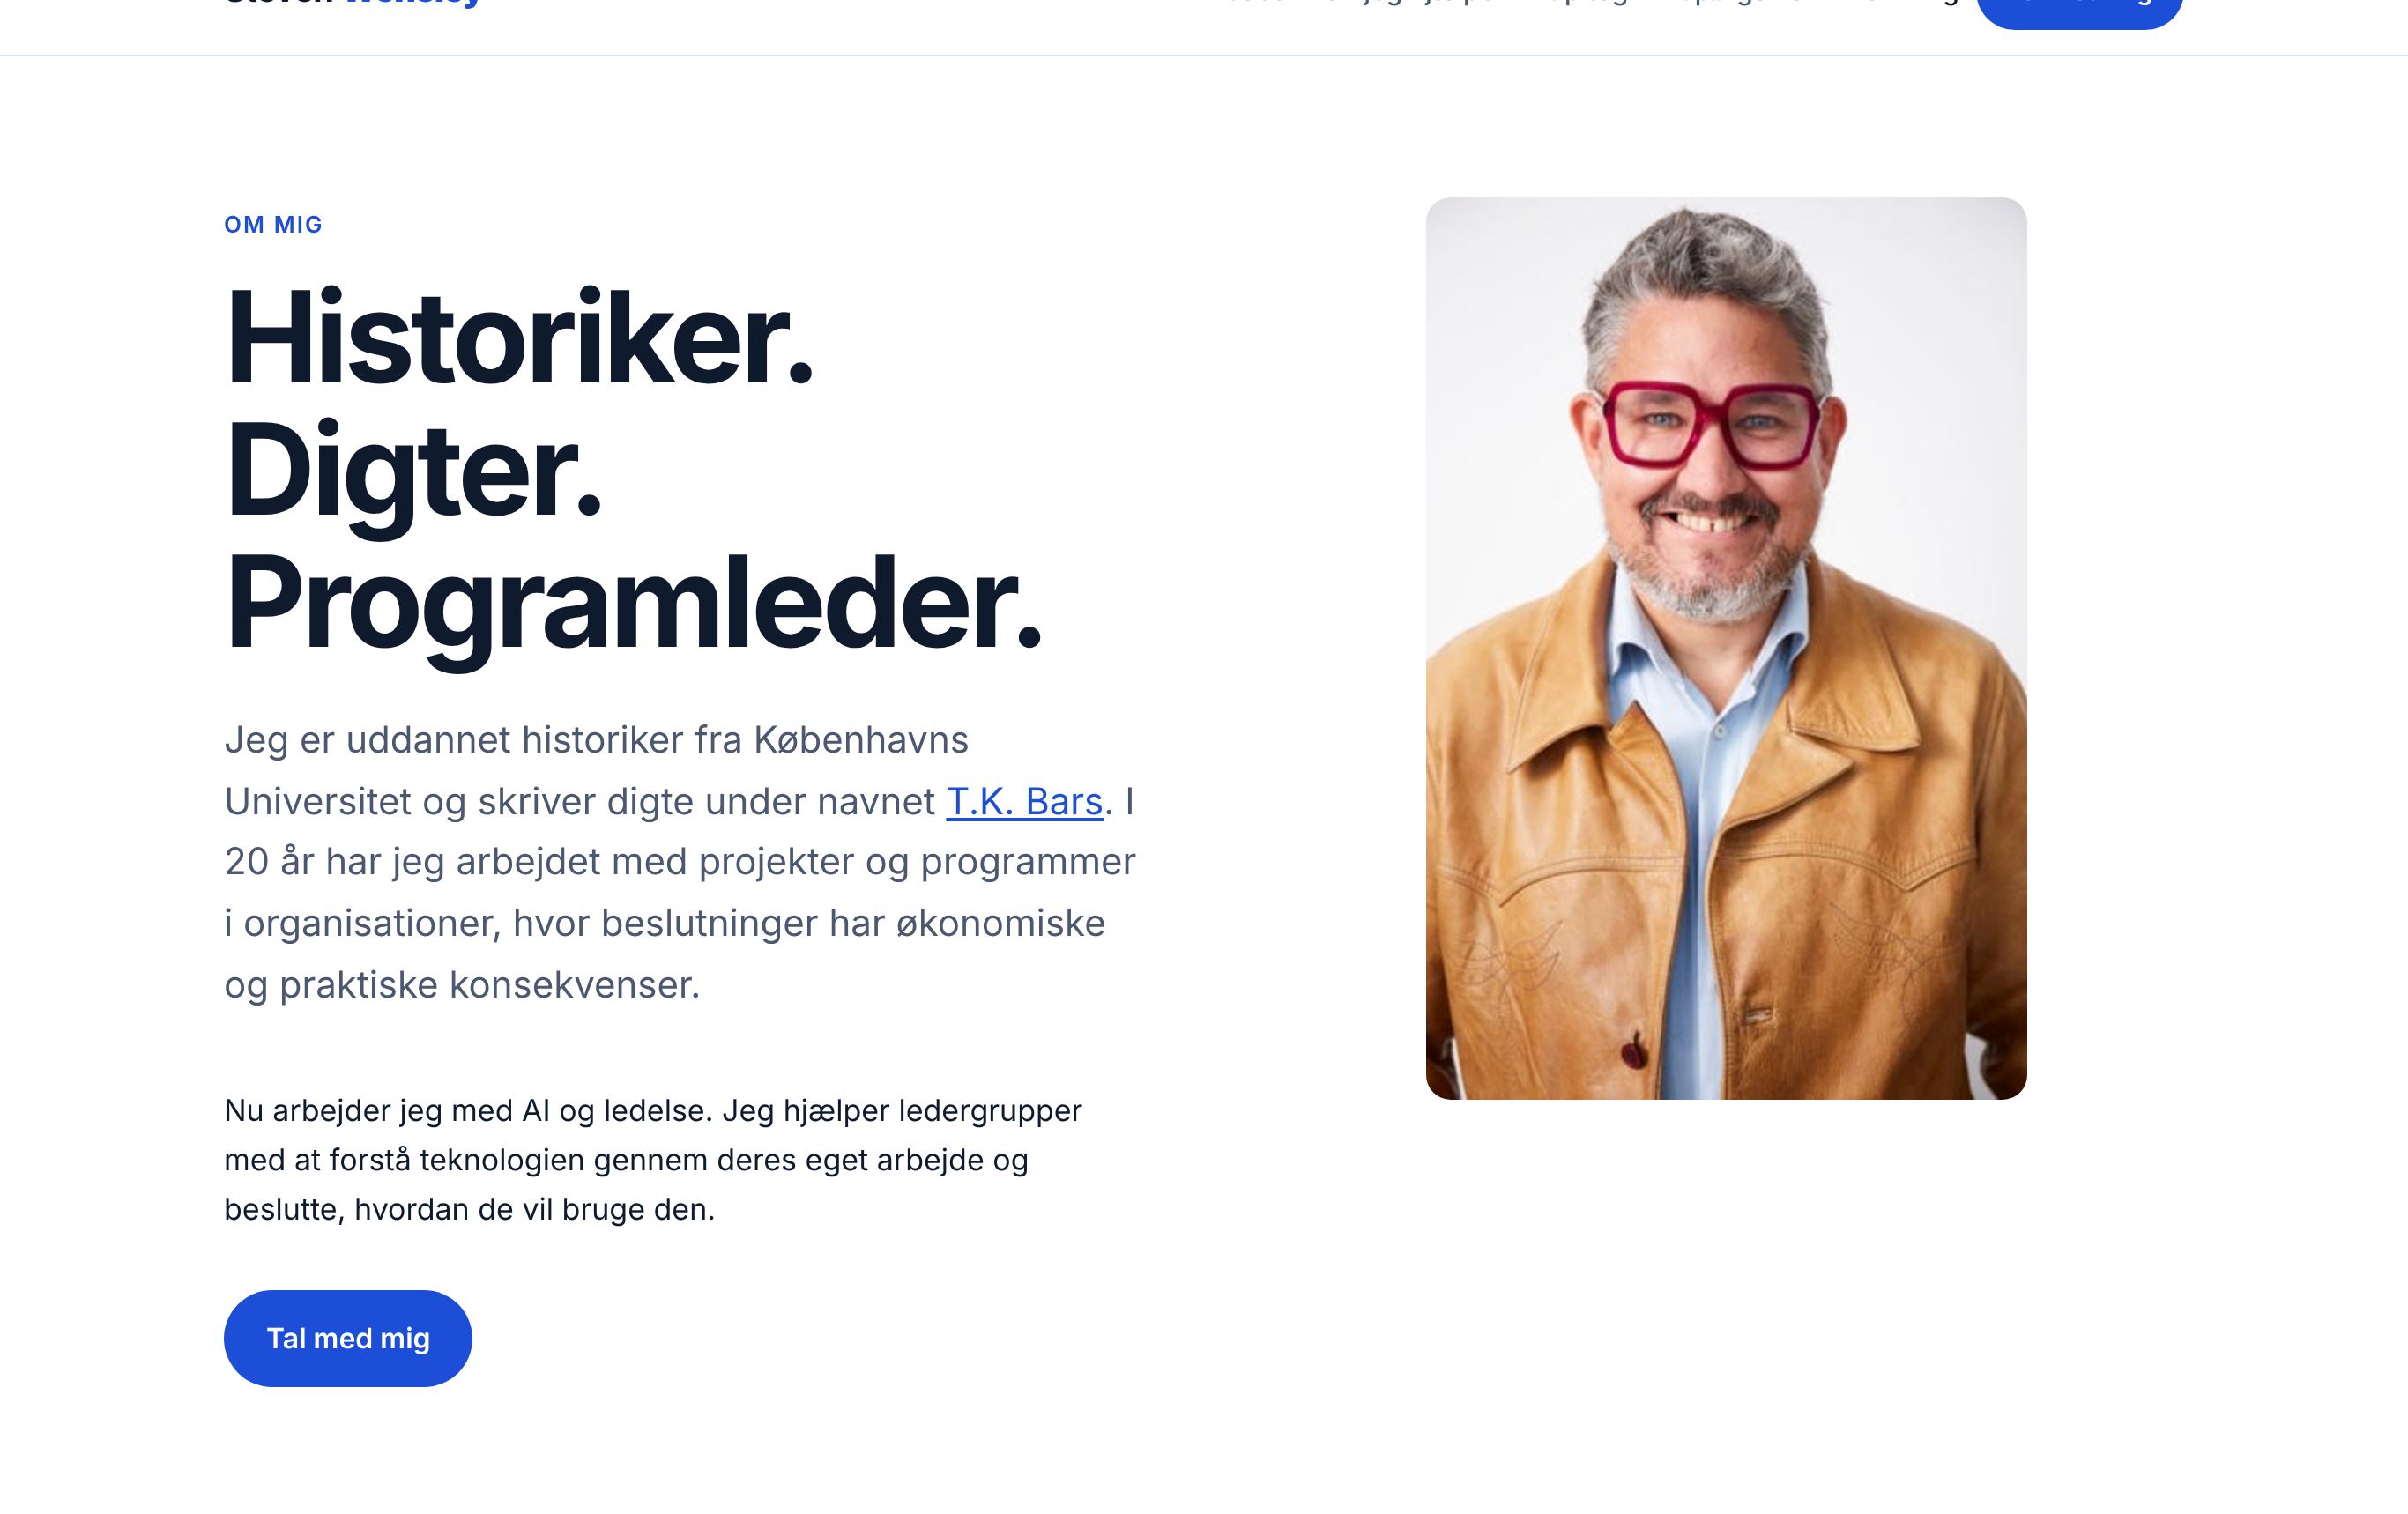 OM MIG
Historiker.
Digter.
Programleder.
Jeg er uddannet historiker fra Københavns
Universitet og skriver digte under navnet T.K. Bars. I
20 år har jeg arbejdet med projekter og programmer
i organisationer, hvor beslutninger har økonomiske
og praktiske konsekvenser.
Nu arbejder jeg med AI og ledelse. Jeg hjælper ledergrupper
med at forstå teknologien gennem deres eget arbejde og
beslutte, hvordan de vil bruge den.
Tal med mig